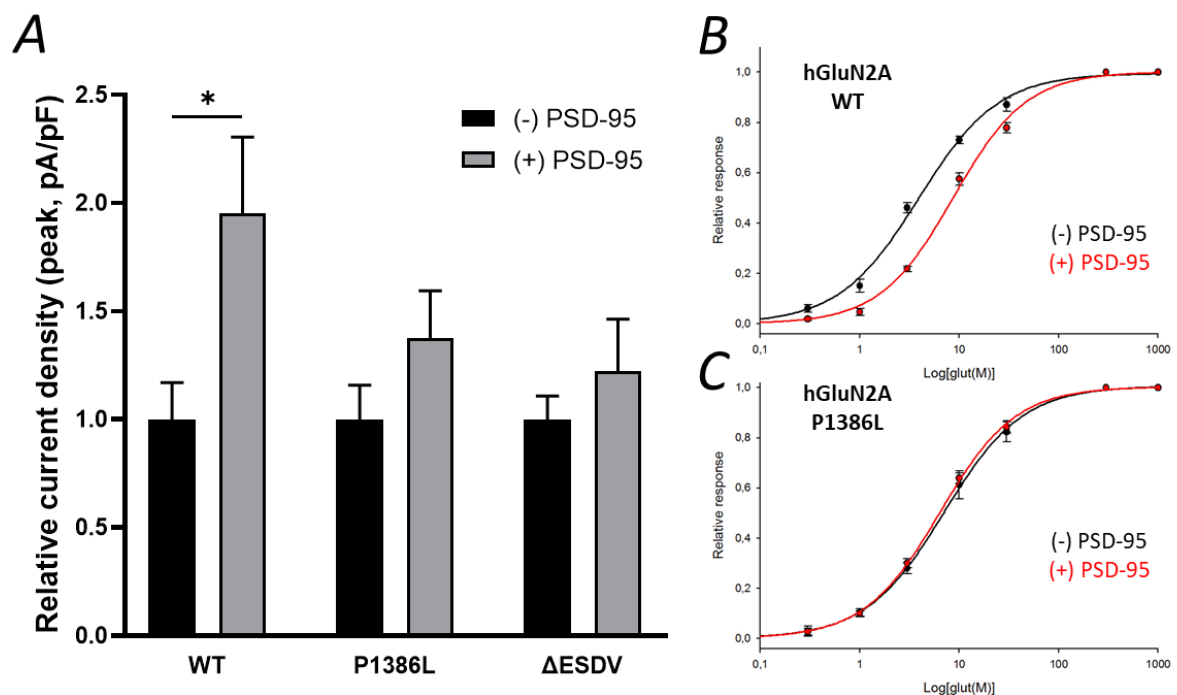 A
Relative current density (peak, pA/pF)
2.5
2.0
1.5
1.0
0.5
0.0
*
(-) PSD-95
(+) PSD-95
WT
P1386L
ΔESDV
B
hGluN2A
WT
Relative response
1,0
0,8
0,6
0,4
0,2
0,0
(-) PSD-95
(+) PSD-95
0,1
1
10
100
1000
Log[glut(M)]
C
hGluN2A
P1386L
Relative response
1,0
0,8
0,6
0,4
0,2
0,0
(-) PSD-95
(+) PSD-95
0,1
1
10
100
1000
Log[glut(M)]